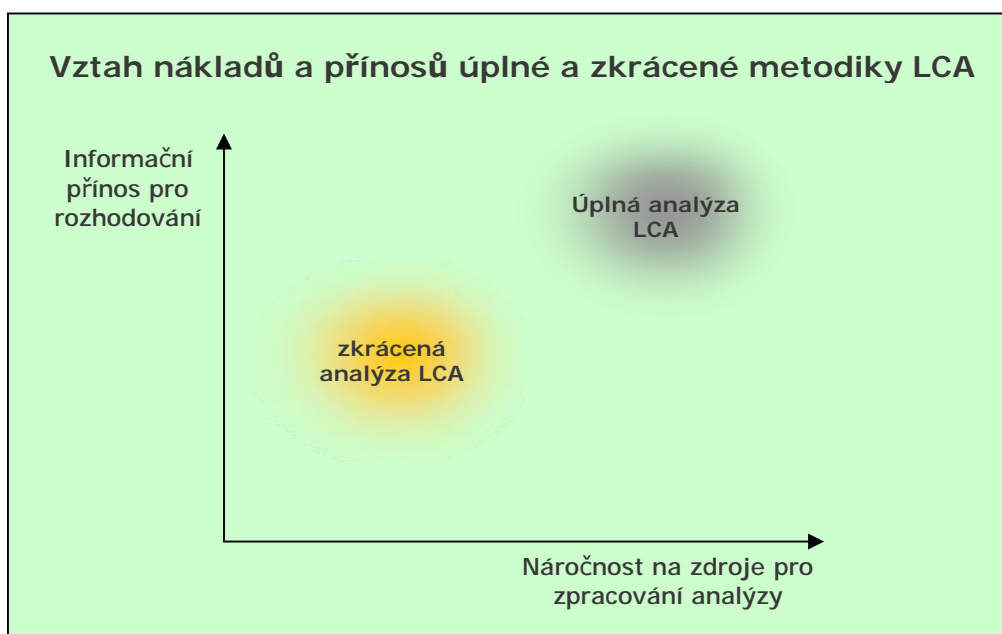 Vztah nákladů a přínosů úplné a zkrácené metodiky LCA
Informační
přínos pro
rozhodování
Úplná analýza
LCA
zkrácená
analýza LCA
Náročnost na zdroje pro
zpracování analýzy